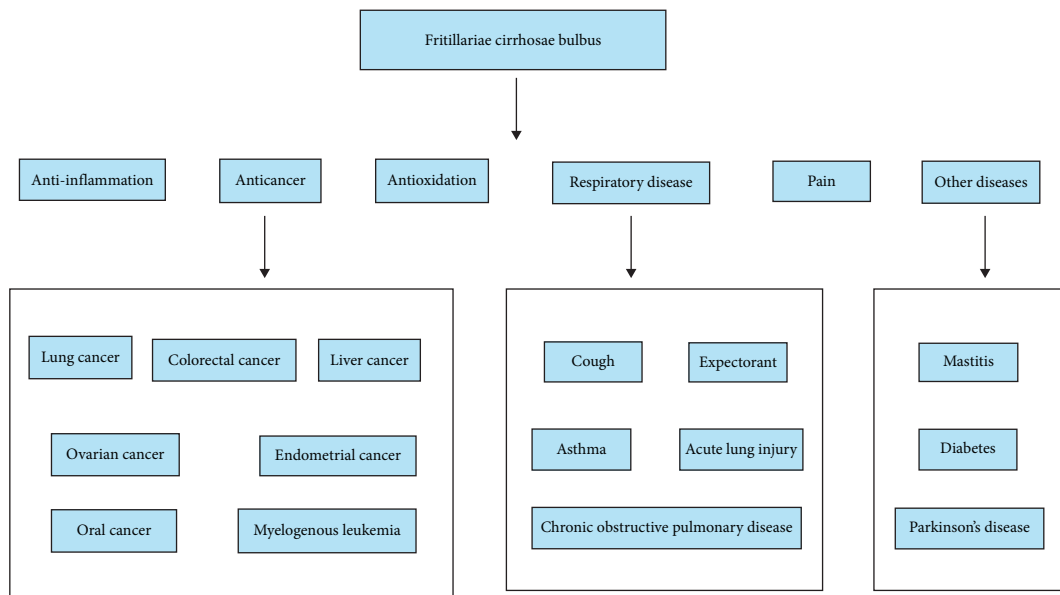 Fritillariae cirrhosae bulbus
Anti-inflammation
Anticancer
Antioxidation
Respiratory disease
Pain
Other diseases
Lung cancer
Colorectal cancer
Liver cancer
Ovarian cancer
Endometrial cancer
Oral cancer
Myelogenous leukemia
Cough
Expectorant
Asthma
Acute lung injury
Chronic obstructive pulmonary disease
Mastitis
Diabetes
Parkinson's disease